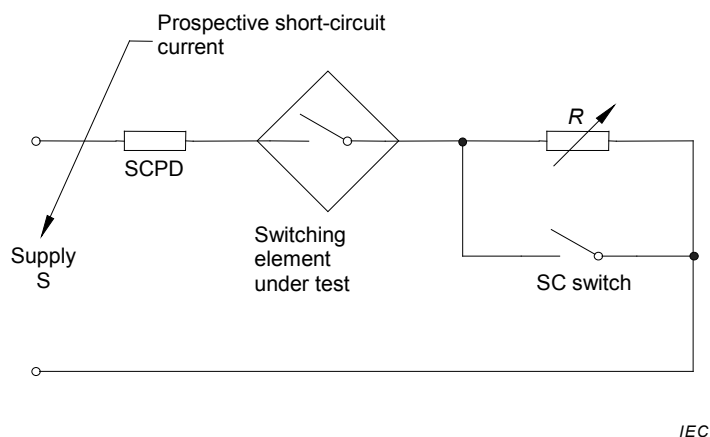 Prospective short-circuit
current
R
SCPD
Switching
element
under test
Supply
S
SC switch
IEC